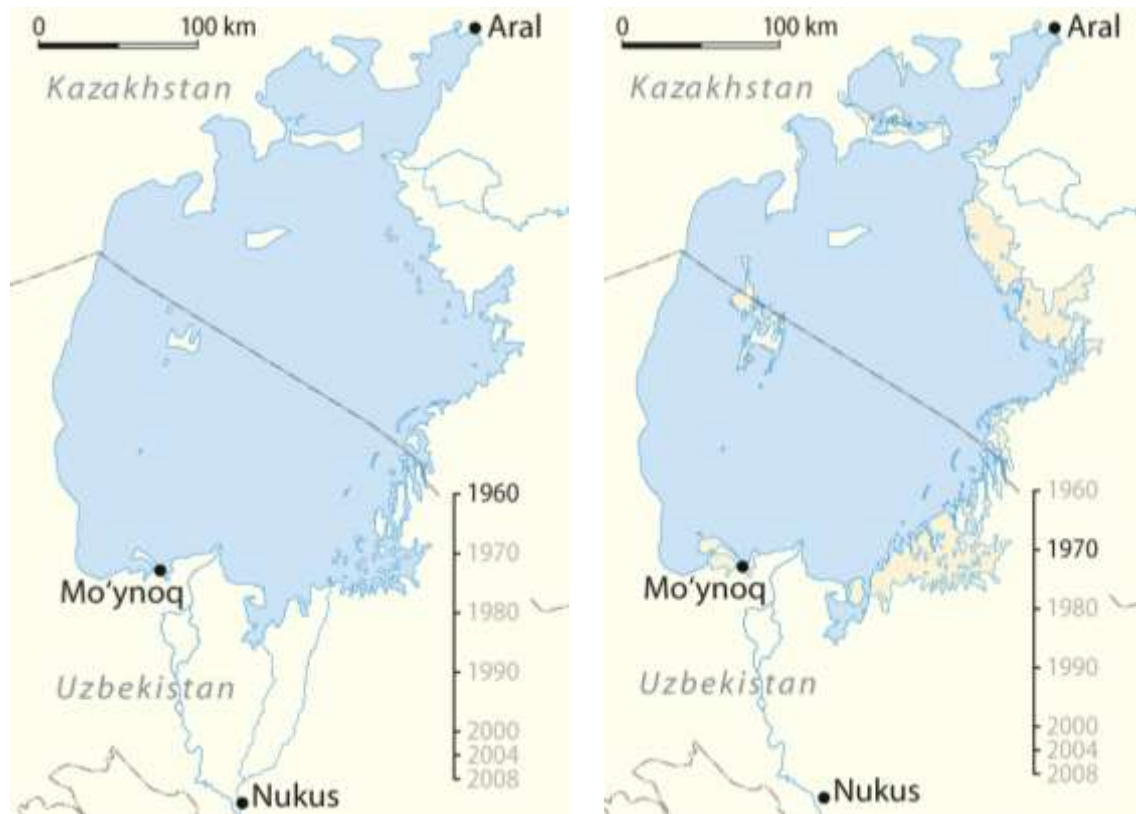 0 100 km
Aral
Kazakhstan
1960
1970
Mo‘ynoq
1980
Uzbekistan
1990
2000
2004
2008
Nukus
0 100 km
Aral
Kazakhstan
1960
1970
Mo‘ynoq
1980
Uzbekistan
1990
2000
2004
2008
Nukus